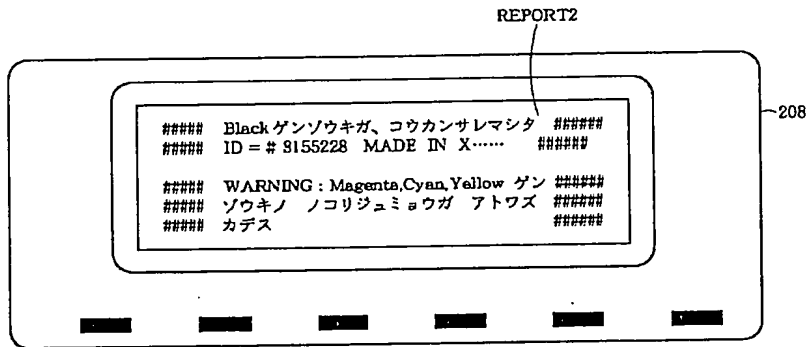 REPORT2
208
##### Blackゲンゾウキガ、コウカンサレマシタ ######
##### ID = # 8155228 MADE IN X…… ######
##### WARNING : Magenta,Cyan,Yellow ゲン ######
##### ゾウキノ ノコリジュミョウガ アトワズ ######
##### カデス ######